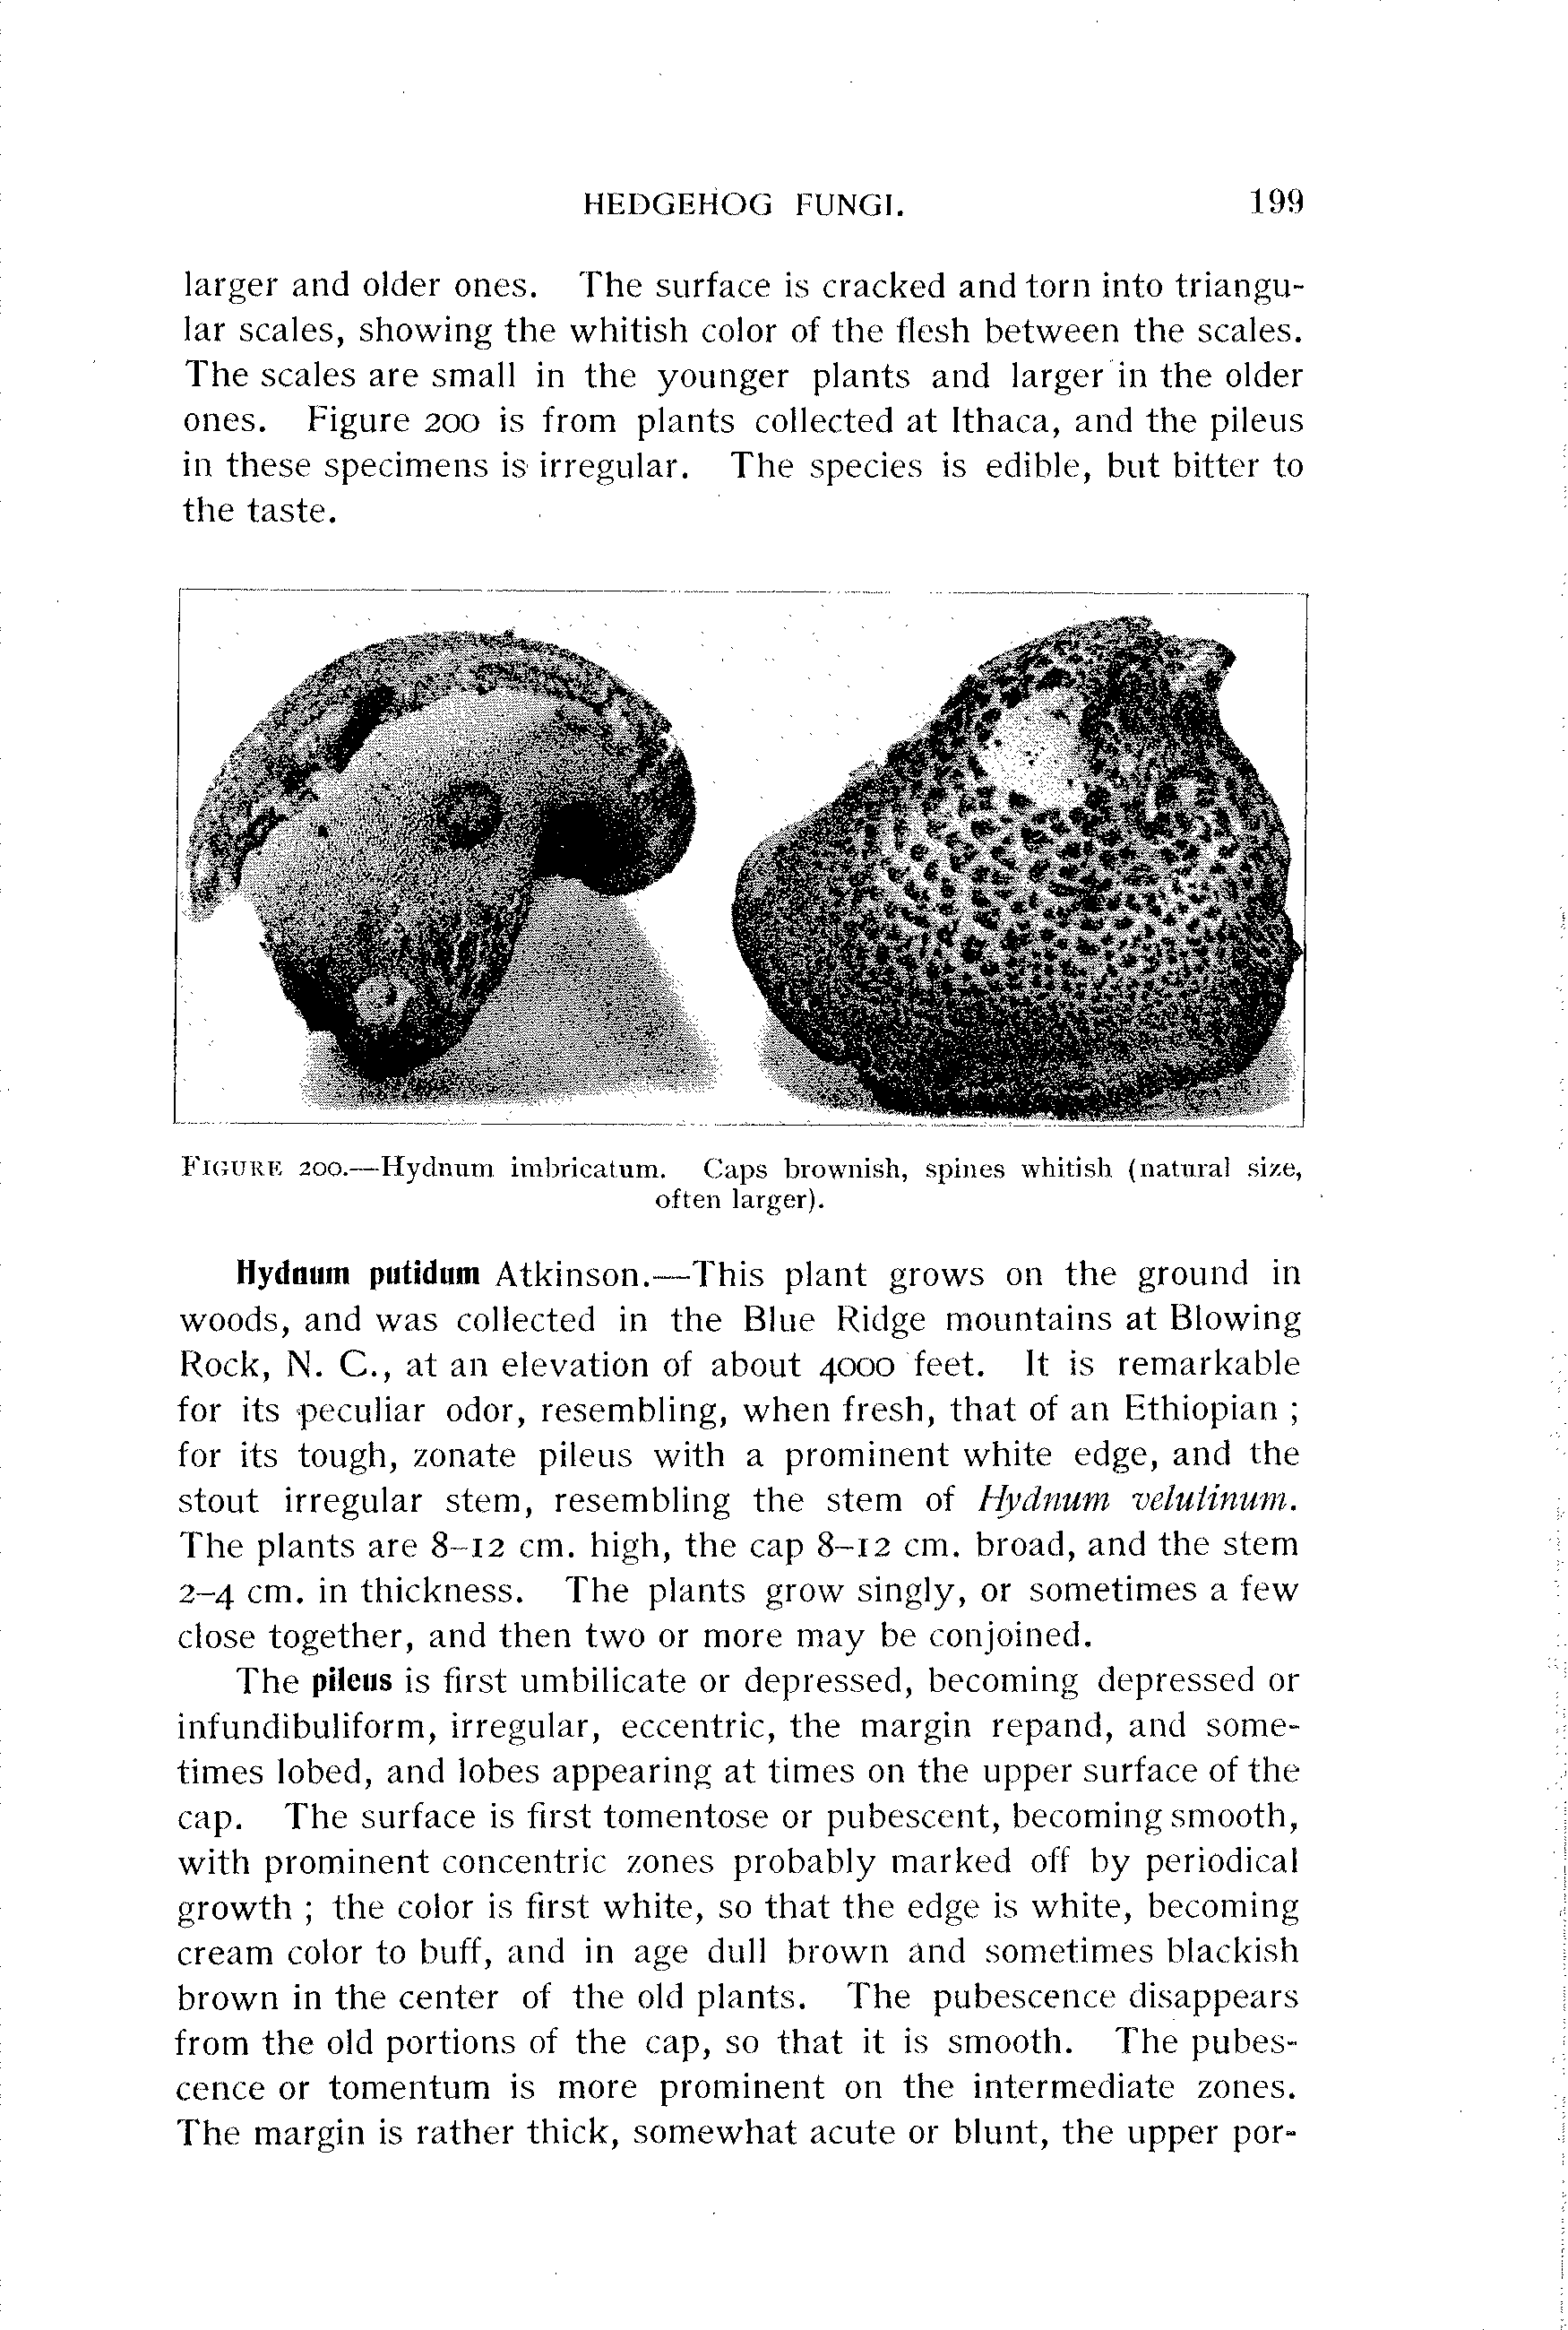 HEDGEHOG FUNGI. 199
larger and older ones. The surface is cracked and torn into triangu-
lar scales, showing the whitish color of the flesh between the scales.
The scales are small in the younger plants and larger in the older
ones. Figure 200 is from plants collected at Ithaca, and the pileus
in these specimens is irregular. The species is edible, but bitter to
the taste.
FIGURE 200.—Hydnum imbricatum. Caps brownish, spines whitish (natural size,
often larger).
Hydnum putidum Atkinson.—This plant grows on the ground in
woods, and was collected in the Blue Ridge mountains at Blowing
Rock, N. C., at an elevation of about 4000 feet. It is remarkable
for its peculiar odor, resembling, when fresh, that of an Ethiopian ;
for its tough, zonate pileus with a prominent white edge, and the
stout irregular stem, resembling the stem of Hydnum velutinum.
The plants are 8–12 cm. high, the cap 8–12 cm. broad, and the stem
2–4 cm. in thickness. The plants grow singly, or sometimes a few
close together, and then two or more may be conjoined.
The pileus is first umbilicate or depressed, becoming depressed or
infundibuliform, irregular, eccentric, the margin repand, and some-
times lobed, and lobes appearing at times on the upper surface of the
cap. The surface is first tomentose or pubescent, becoming smooth,
with prominent concentric zones probably marked off by periodical
growth ; the color is first white, so that the edge is white, becoming
cream color to buff, and in age dull brown and sometimes blackish
brown in the center of the old plants. The pubescence disappears
from the old portions of the cap, so that it is smooth. The pubes-
cence or tomentum is more prominent on the intermediate zones.
The margin is rather thick, somewhat acute or blunt, the upper por-